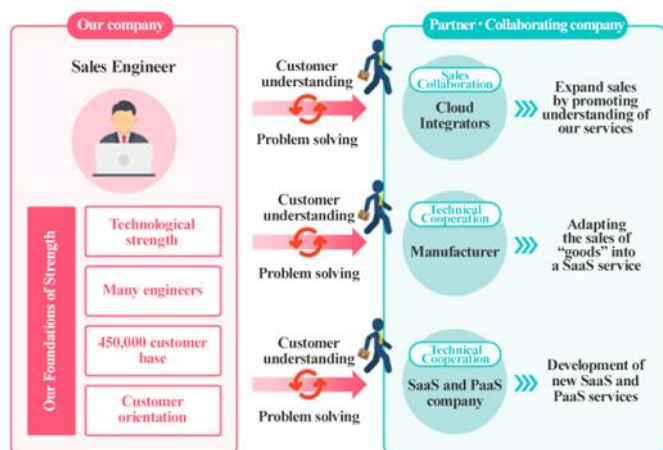 Our company
Sales Engineer
Our Foundations of Strength
Technological
strength
Many engineers
450,000 customer
base
Customer
orientation
Customer
understanding
Problem solving
Customer
understanding
Problem solving
Customer
understanding
Problem solving
Partner・Collaborating company
Sales
Collaboration
Cloud
Integrators
Expand sales
by promoting
understanding of
our services
Technical
Cooperation
Manufacturer
Adapting
the sales of
“goods” into
a SaaS service
Technical
Cooperation
SaaS and PaaS
company
Development of
new SaaS and
PaaS services